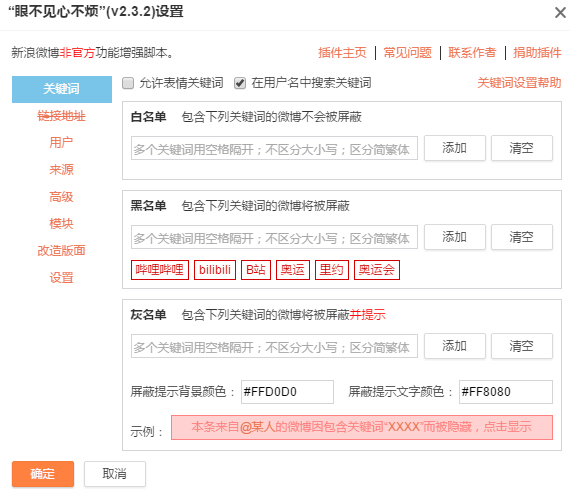 “眼不见心不烦”(v2.3.2)设置
新浪微博非官方功能增强脚本。 插件主页 | 常见问题 | 联系作者 | 捐助插件
关键词
链接地址
用户
来源
高级
模块
改造版面
设置
允许表情关键词 在用户名中搜索关键词 关键词设置帮助
白名单 包含下列关键词的微博不会被屏蔽
多个关键词用空格隔开；不区分大小写；区分简繁体 添加 清空
黑名单 包含下列关键词的微博将被屏蔽
多个关键词用空格隔开；不区分大小写；区分简繁体 添加 清空
哔哩哔哩 bilibili B站 奥运 里约 奥运会
灰名单 包含下列关键词的微博将被屏蔽并提示
多个关键词用空格隔开；不区分大小写；区分简繁体 添加 清空
屏蔽提示背景颜色： #FFD0D0 屏蔽提示文字颜色： #FF8080
示例： 本条来自@某人的微博因包含关键词“XXXX”而被隐藏，点击显示
确定 取消